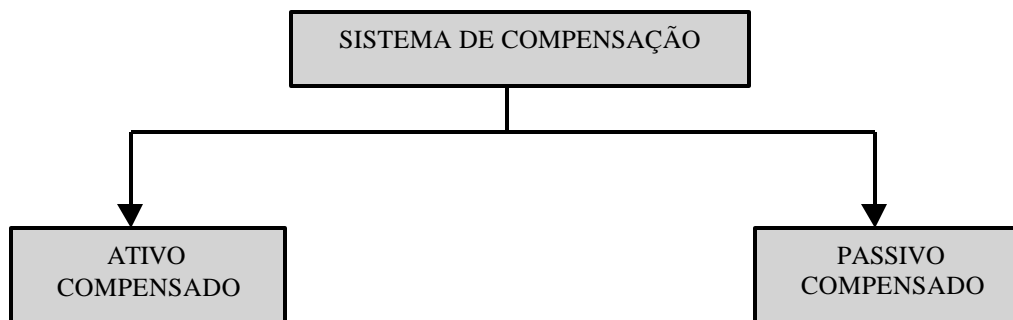 SISTEMA DE COMPENSAÇÃO
ATIVO
COMPENSADO
PASSIVO
COMPENSADO